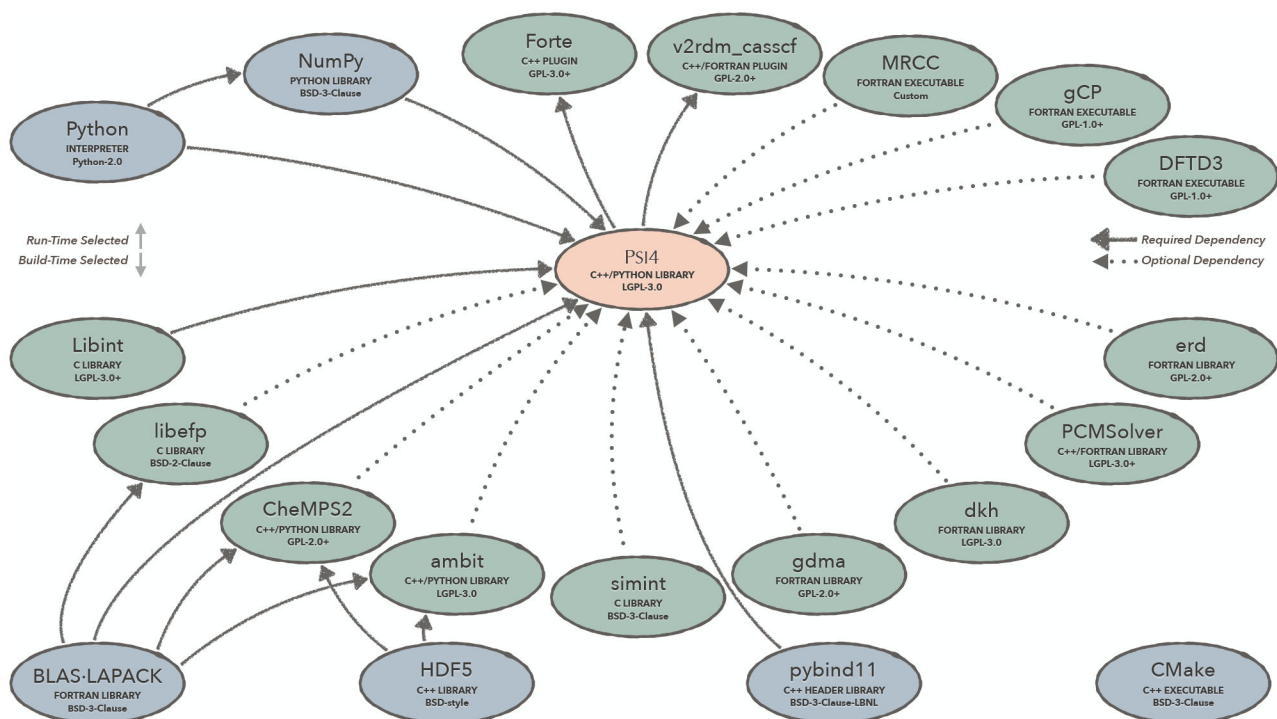 Forte
C++ PLUGIN
GPL-3.0+
v2rdm_casscf
C++/FORTRAN PLUGIN
GPL-2.0+
NumPy
PYTHON LIBRARY
BSD-3-Clause
MRCC
FORTRAN EXECUTABLE
Custom
gCP
FORTRAN EXECUTABLE
GPL-1.0+
Python
INTERPRETER
Python-2.0
DFTD3
FORTRAN EXECUTABLE
GPL-1.0+
Run-Time Selected
Build-Time Selected
Required Dependency
Optional Dependency
PSI4
C++/PYTHON LIBRARY
LGPL-3.0
Libint
C LIBRARY
LGPL-3.0+
erd
FORTRAN LIBRARY
GPL-2.0+
libefp
C LIBRARY
BSD-2-Clause
PCMSolver
C++/FORTRAN LIBRARY
LGPL-3.0+
CheMPS2
C++/PYTHON LIBRARY
GPL-2.0+
dkh
FORTRAN LIBRARY
LGPL-3.0
ambit
C++/PYTHON LIBRARY
LGPL-3.0
simint
C LIBRARY
BSD-3-Clause
gdma
FORTRAN LIBRARY
GPL-2.0+
BLAS·LAPACK
FORTRAN LIBRARY
BSD-3-Clause
HDF5
C++ LIBRARY
BSD-style
pybind11
C++ HEADER LIBRARY
BSD-3-Clause-LBNL
CMake
C++ EXECUTABLE
BSD-3-Clause